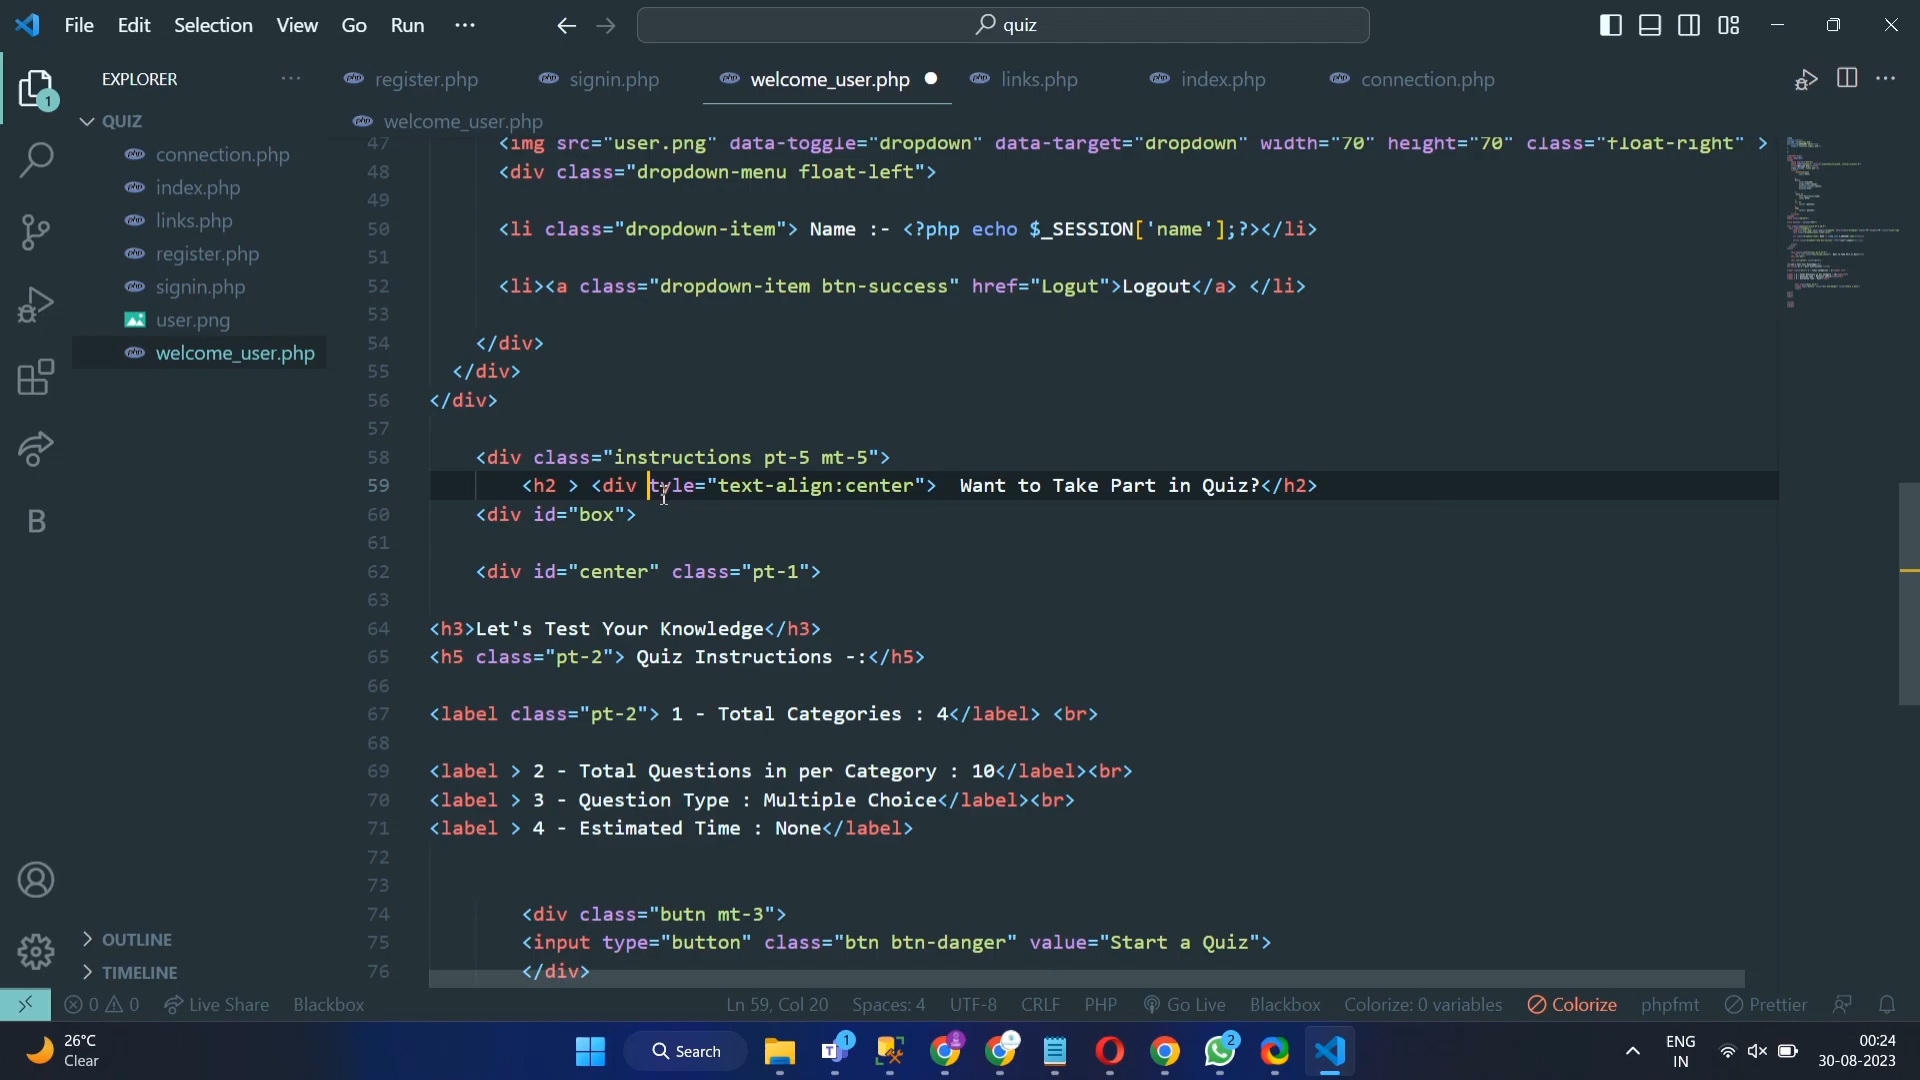 File Edit Selection View Go Run ··· quiz
EXPLORER ···
register.php signin.php welcome_user.php links.php index.php connection.php ···
QUIZ
connection.php
index.php
links.php
register.php
signin.php
user.png
welcome_user.php
1
B
OUTLINE
TIMELINE
welcome_user.php
47 <img src="user.png" data-toggle="dropdown" data-target="dropdown" width="70" height="70" class="float-right" >
48 <div class="dropdown-menu float-left">
49
50 <li class="dropdown-item"> Name :- <?php echo $_SESSION['name'];?></li>
51
52 <li><a class="dropdown-item btn-success" href="Logut">Logout</a> </li>
53
54 </div>
55 </div>
56 </div>
57
58 <div class="instructions pt-5 mt-5">
59 <h2 > <div tyle="text-align:center">  Want to Take Part in Quiz?</h2>
60 <div id="box">
61
62 <div id="center" class="pt-1">
63
64 <h3>Let's Test Your Knowledge</h3>
65 <h5 class="pt-2"> Quiz Instructions -:</h5>
66
67 <label class="pt-2"> 1 - Total Categories : 4</label> <br>
68
69 <label > 2 - Total Questions in per Category : 10</label><br>
70 <label > 3 - Question Type : Multiple Choice</label><br>
71 <label > 4 - Estimated Time : None</label>
72
73
74 <div class="butn mt-3">
75 <input type="button" class="btn btn-danger" value="Start a Quiz">
76 </div>
0 0 Live Share Blackbox Ln 59, Col 20 Spaces: 4 UTF-8 CRLF PHP Go Live Blackbox Colorize: 0 variables Colorize phpfmt Prettier
26°C
Clear
Search
1
2
ENG
IN
00:24
30-08-2023